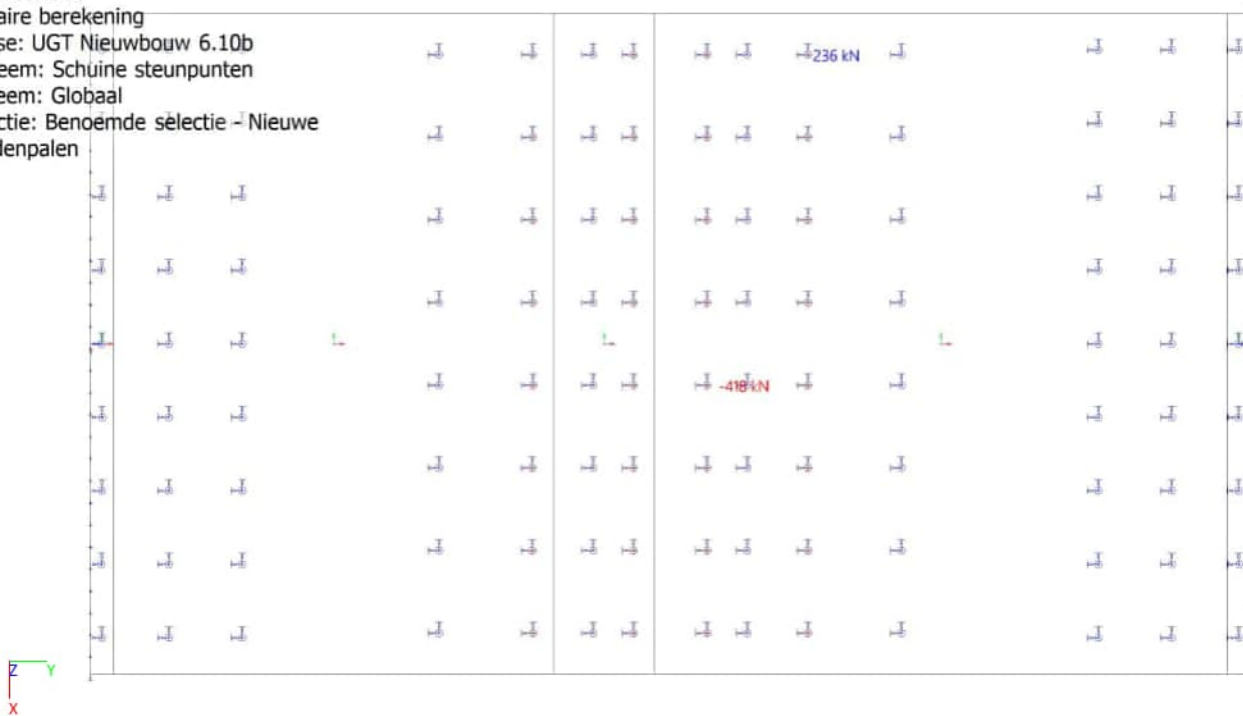 aire berekening
se: UGT Nieuwbouw 6.10b
eem: Schuine steunpunten
eem: Globaal
ctie: Benoemde selectie - Nieuwe
lenpalen
236 kN
-418 kN
Z Y
X